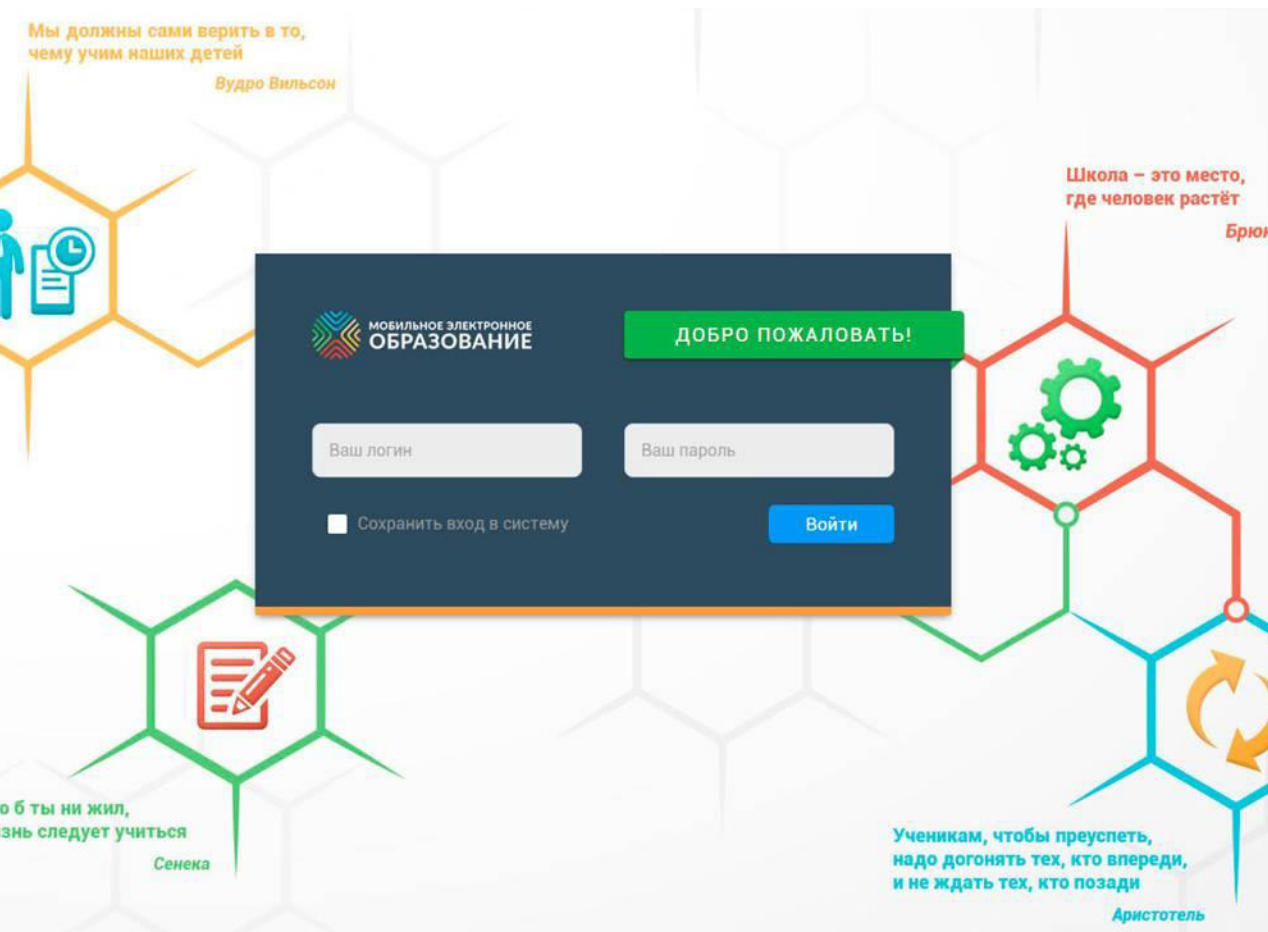 Мы должны сами верить в то,
чему учим наших детей
Вудро Вильсон
Школа – это место,
где человек растёт
МОБИЛЬНОЕ ЭЛЕКТРОННОЕ
ОБРАЗОВАНИЕ
ДОБРО ПОЖАЛОВАТЬ!
Ваш логин
Ваш пароль
Сохранить вход в систему
Войти
б ты ни жил,
следует учиться
Сенека
Ученикам, чтобы преуспеть,
надо догонять тех, кто впереди,
и не ждать тех, кто позади
Аристотель